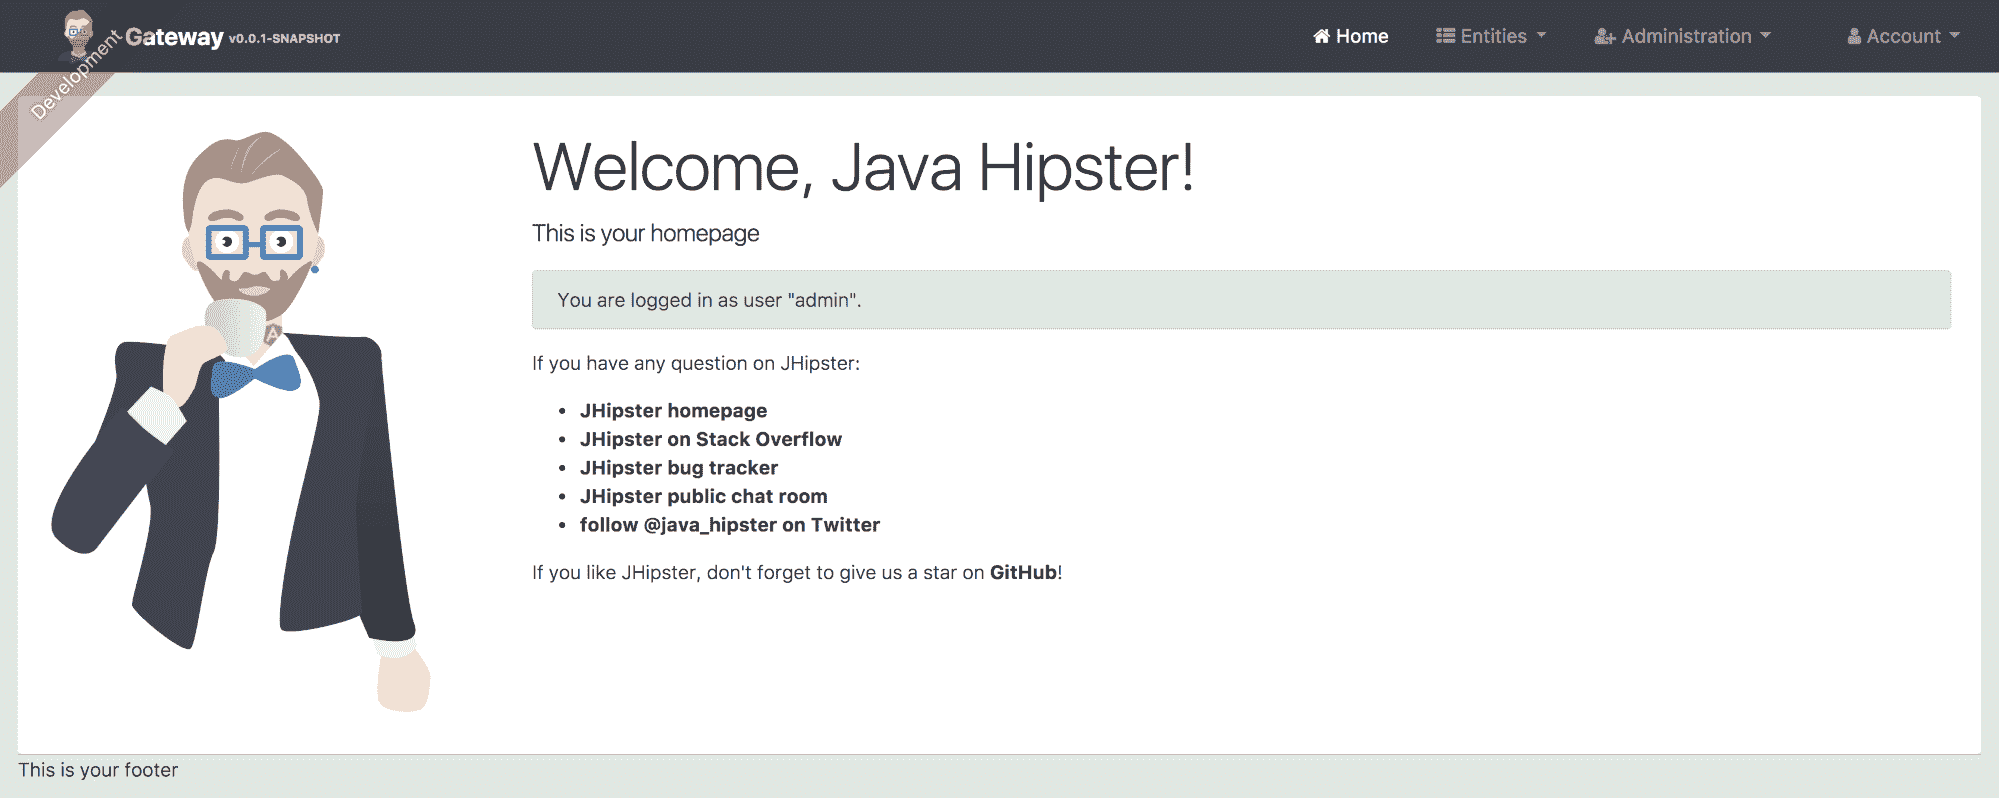 Gateway v0.0.1-SNAPSHOT
Home Entities Administration Account
Development
Welcome, Java Hipster!
This is your homepage
You are logged in as user "admin".
If you have any question on JHipster:
• JHipster homepage
• JHipster on Stack Overflow
• JHipster bug tracker
• JHipster public chat room
• follow @java_hipster on Twitter
If you like JHipster, don't forget to give us a star on GitHub!
This is your footer